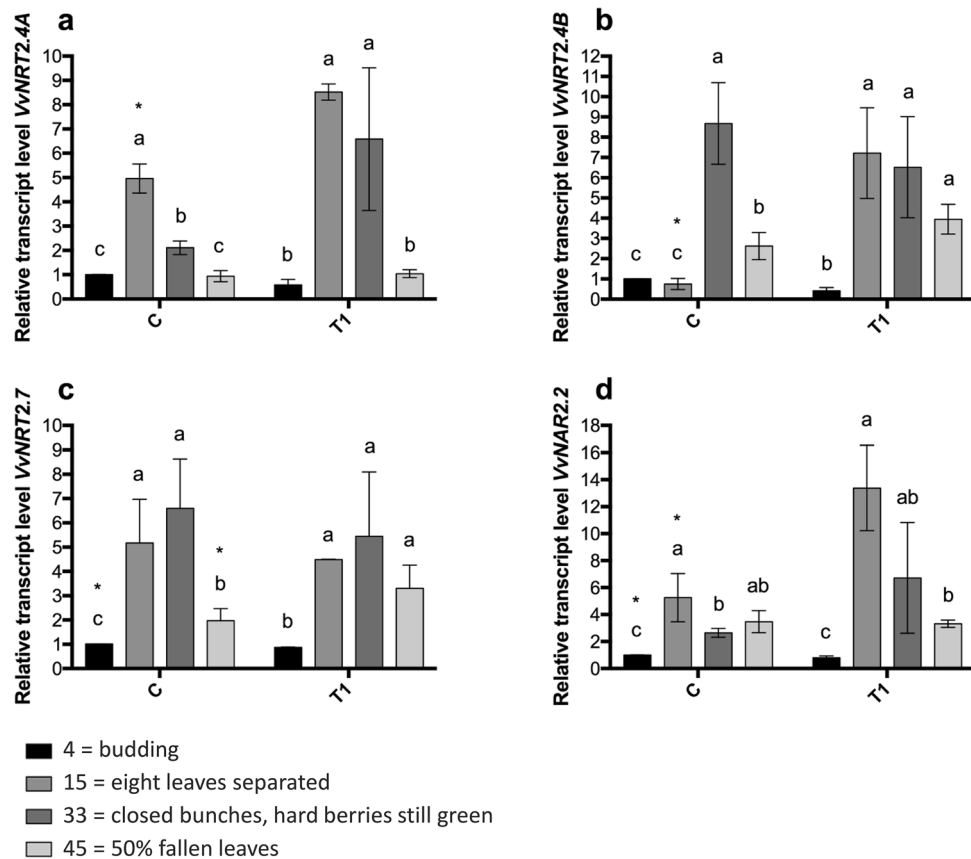 a
Relative transcript level VvNRT2.4A
10
9
8
7
6
5
4
3
2
1
0
c
*
a
b
c
b
a
a
b
C
T1
b
Relative transcript level VvNRT2.4B
12
11
10
9
8
7
6
5
4
3
2
1
0
c
*
c
a
b
b
a
a
a
C
T1
c
Relative transcript level VvNRT2.7
10
9
8
7
6
5
4
3
2
1
0
*
c
a
a
*
b
b
a
a
a
C
T1
d
Relative transcript level VvNAR2.2
18
16
14
12
10
8
6
4
2
0
*
c
*
a
b
ab
c
a
ab
b
C
T1
4 = budding
15 = eight leaves separated
33 = closed bunches, hard berries still green
45 = 50% fallen leaves